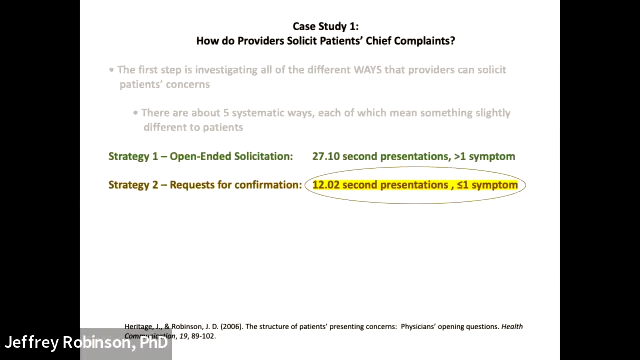 Case Study 1:
How do Providers Solicit Patients' Chief Complaints?
• The first step is investigating all of the different WAYS that providers can solicit
patients' concerns
• There are about 5 systematic ways, each of which mean something slightly
different to patients
Strategy 1 – Open-Ended Solicitation: 27.10 second presentations, >1 symptom
Strategy 2 – Requests for confirmation: 12.02 second presentations , ≤1 symptom
Heritage, J., & Robinson, J. D. (2006). The structure of patients' presenting concerns: Physicians' opening questions. Health
Communication, 19, 89-102.
Jeffrey Robinson, PhD